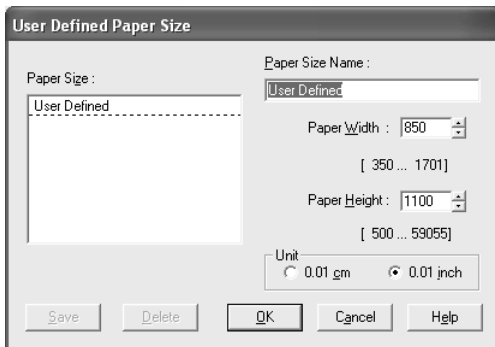 User Defined Paper Size
Paper Size :
User Defined
Paper Size Name :
User Defined
Paper Width : 850
[ 350 ... 1701]
Paper Height : 1100
[ 500 ... 59055]
Unit
0.01 cm 0.01 inch
Save Delete OK Cancel Help